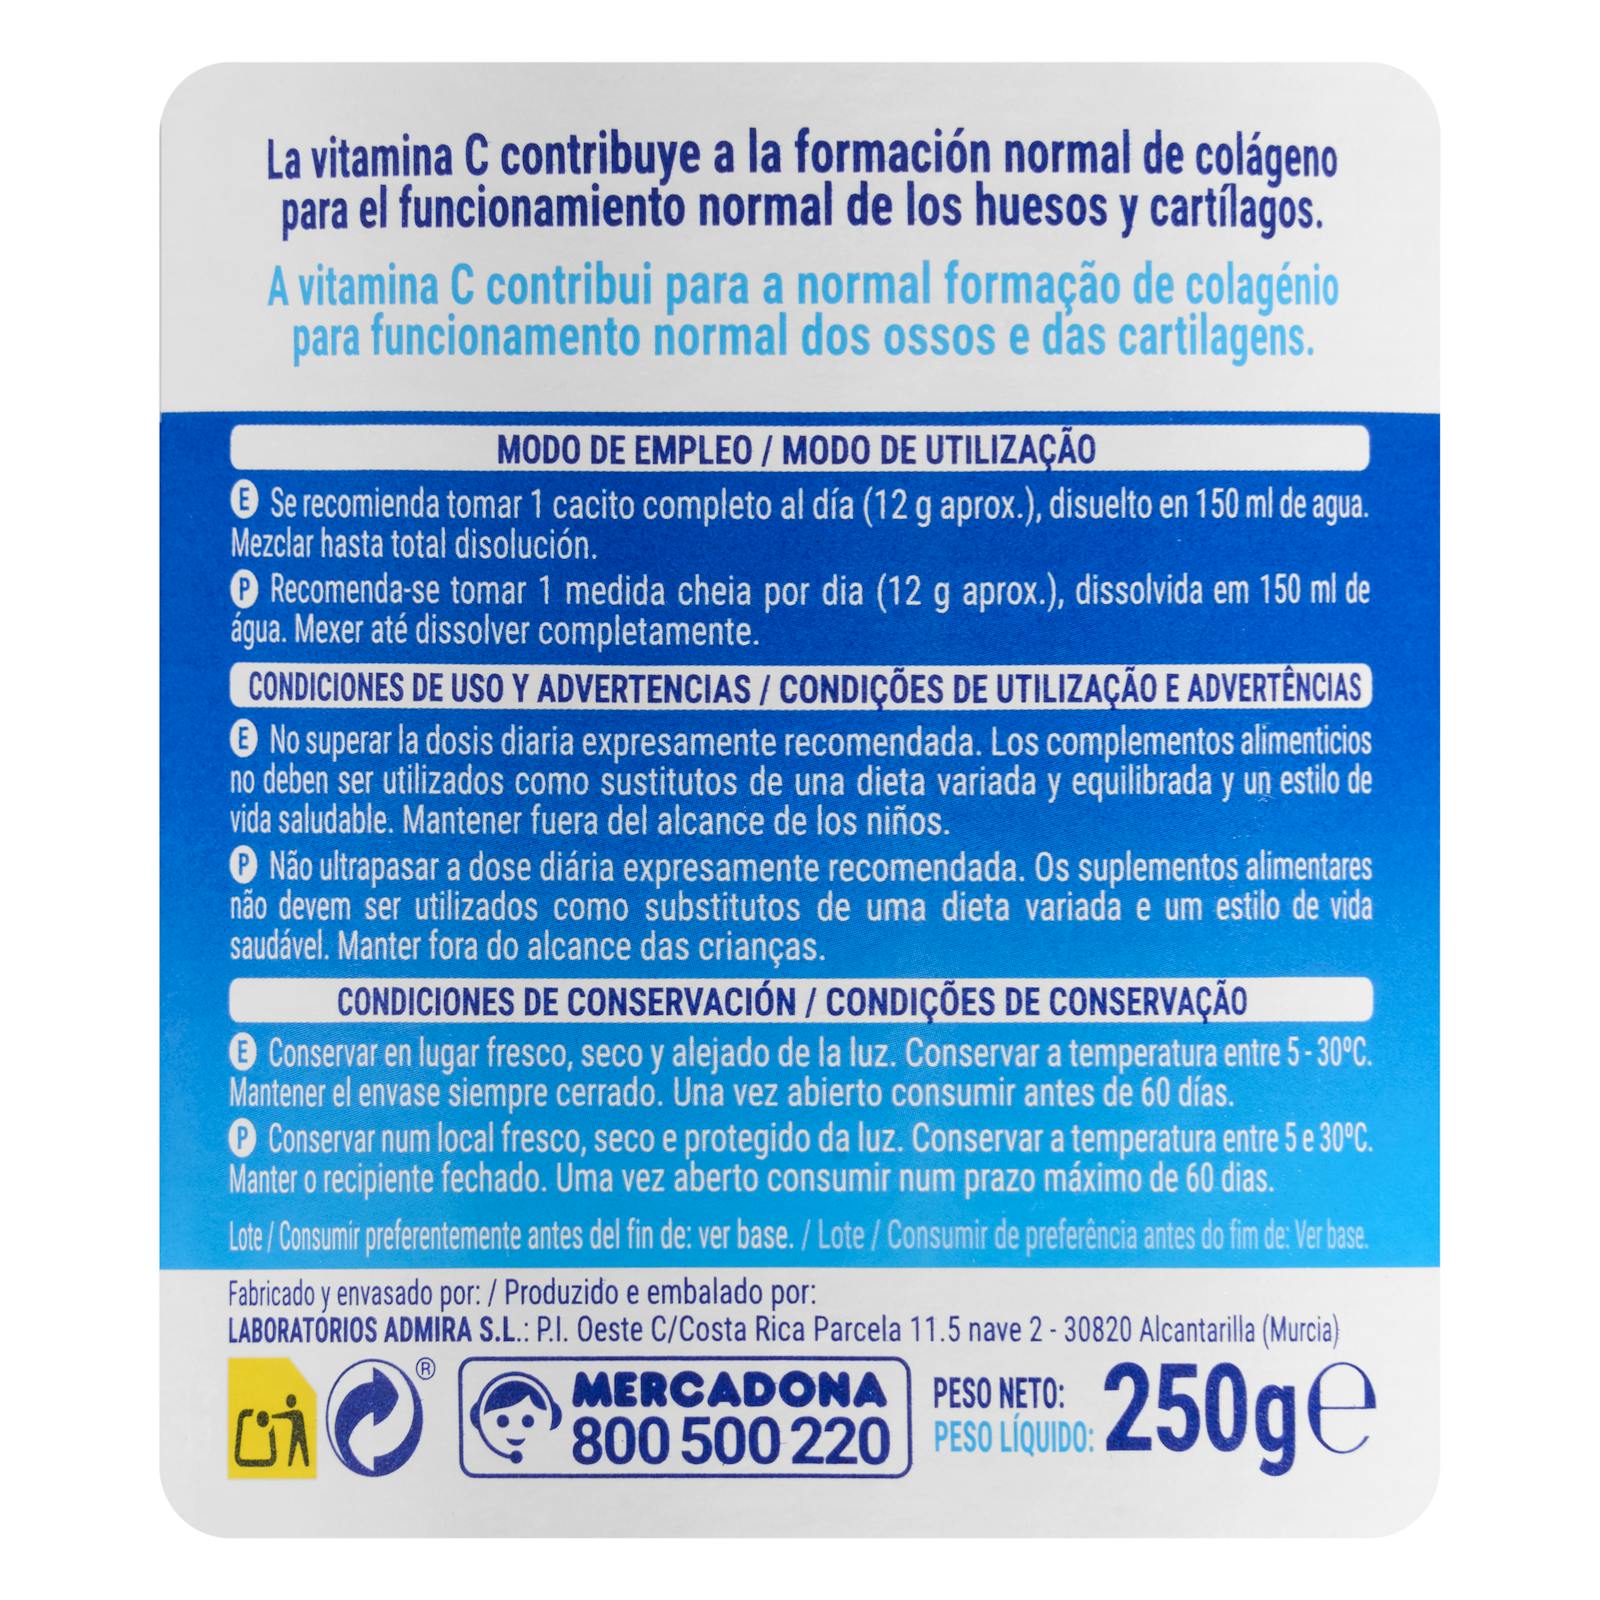 La vitamina C contribuye a la formación normal de colágeno
para el funcionamiento normal de los huesos y cartílagos.
A vitamina C contribui para a normal formação de colagénio
para funcionamento normal dos ossos e das cartilagens.
MODO DE EMPLEO / MODO DE UTILIZAÇÃO
E Se recomienda tomar 1 cacito completo al día (12 g aprox.), disuelto en 150 ml de agua.
Mezclar hasta total disolución.
P Recomenda-se tomar 1 medida cheia por dia (12 g aprox.), dissolvida em 150 ml de
água. Mexer até dissolver completamente.
CONDICIONES DE USO Y ADVERTENCIAS / CONDIÇÕES DE UTILIZAÇÃO E ADVERTÊNCIAS
E No superar la dosis diaria expresamente recomendada. Los complementos alimenticios
no deben ser utilizados como sustitutos de una dieta variada y equilibrada y un estilo de
vida saludable. Mantener fuera del alcance de los niños.
P Não ultrapasar a dose diária expresamente recomendada. Os suplementos alimentares
não devem ser utilizados como substitutos de uma dieta variada e um estilo de vida
saudável. Manter fora do alcance das crianças.
CONDICIONES DE CONSERVACIÓN / CONDIÇÕES DE CONSERVAÇÃO
E Conservar en lugar fresco, seco y alejado de la luz. Conservar a temperatura entre 5 - 30ºC.
Mantener el envase siempre cerrado. Una vez abierto consumir antes de 60 días.
P Conservar num local fresco, seco e protegido da luz. Conservar a temperatura entre 5 e 30ºC.
Manter o recipiente fechado. Uma vez aberto consumir num prazo máximo de 60 dias.
Lote / Consumir preferentemente antes del fin de: ver base. / Lote / Consumir de preferência antes do fim de: Ver base.
Fabricado y envasado por: / Produzido e embalado por:
LABORATORIOS ADMIRA S.L.: P.I. Oeste C/Costa Rica Parcela 11.5 nave 2 - 30820 Alcantarilla (Murcia)
®
MERCADONA
800 500 220
PESO NETO:
PESO LÍQUIDO:
250g e